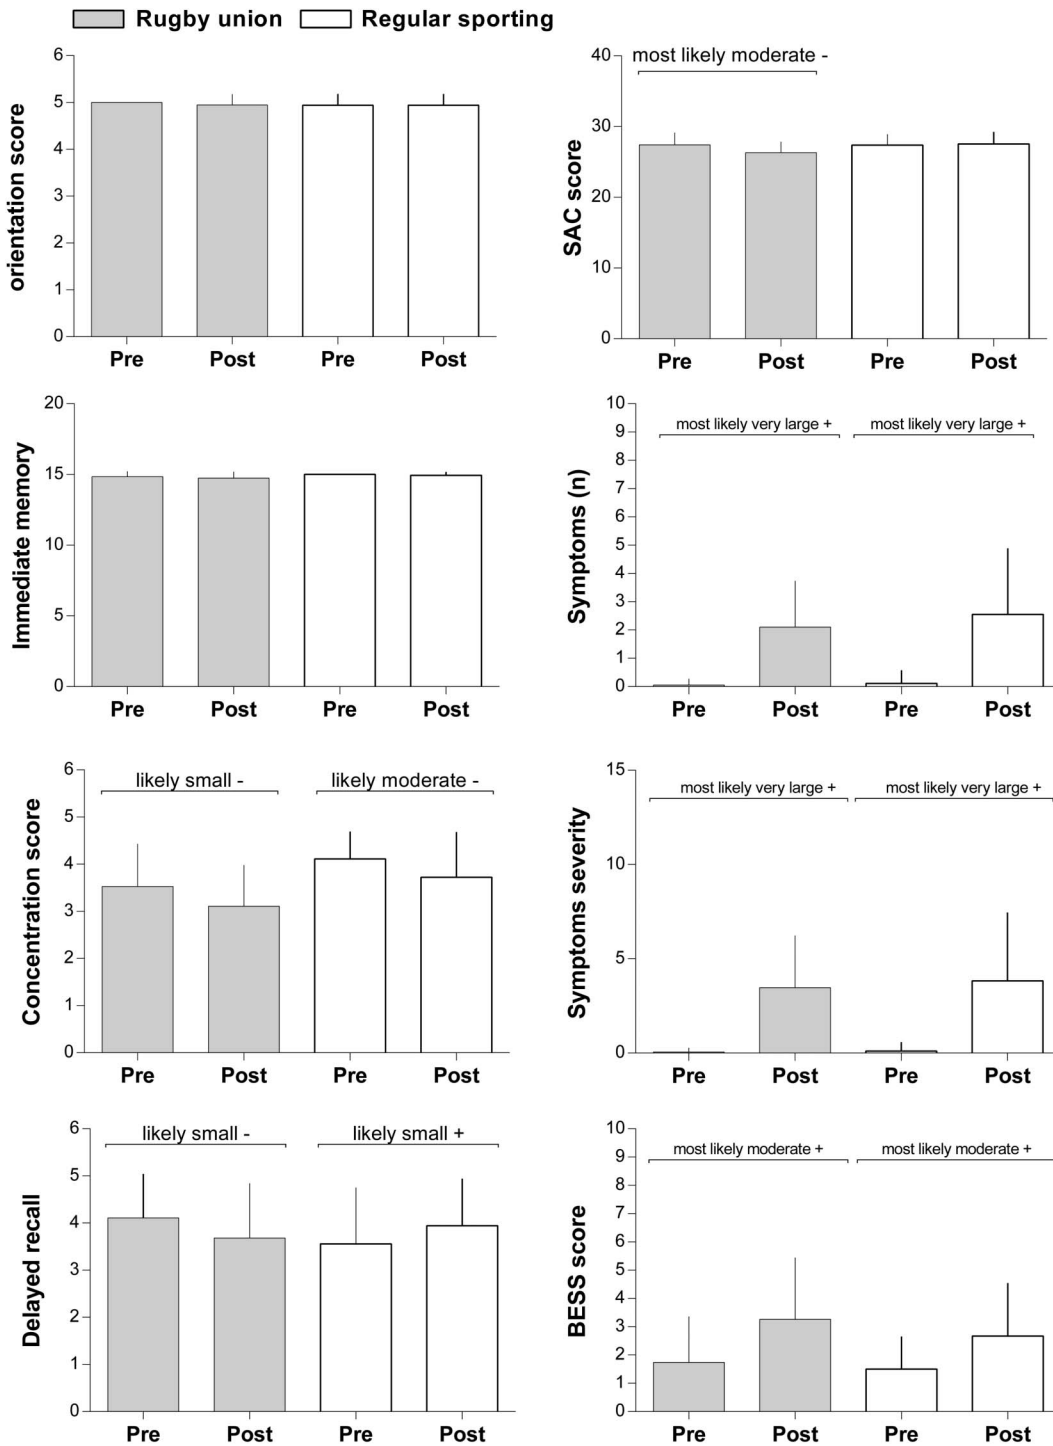 Rugby union Regular sporting
orientation score
6
5
4
3
2
1
0
Pre Post Pre Post
SAC score
most likely moderate -
40
30
20
10
0
Pre Post Pre Post
Immediate memory
20
15
10
5
0
Pre Post Pre Post
Symptoms (n)
most likely very large + most likely very large +
10
9
8
7
6
5
4
3
2
1
0
Pre Post Pre Post
Concentration score
likely small - likely moderate -
6
5
4
3
2
1
0
Pre Post Pre Post
Symptoms severity
most likely very large + most likely very large +
15
10
5
0
Pre Post Pre Post
Delayed recall
likely small - likely small +
6
5
4
3
2
1
0
Pre Post Pre Post
BESS score
most likely moderate + most likely moderate +
10
9
8
7
6
5
4
3
2
1
0
Pre Post Pre Post